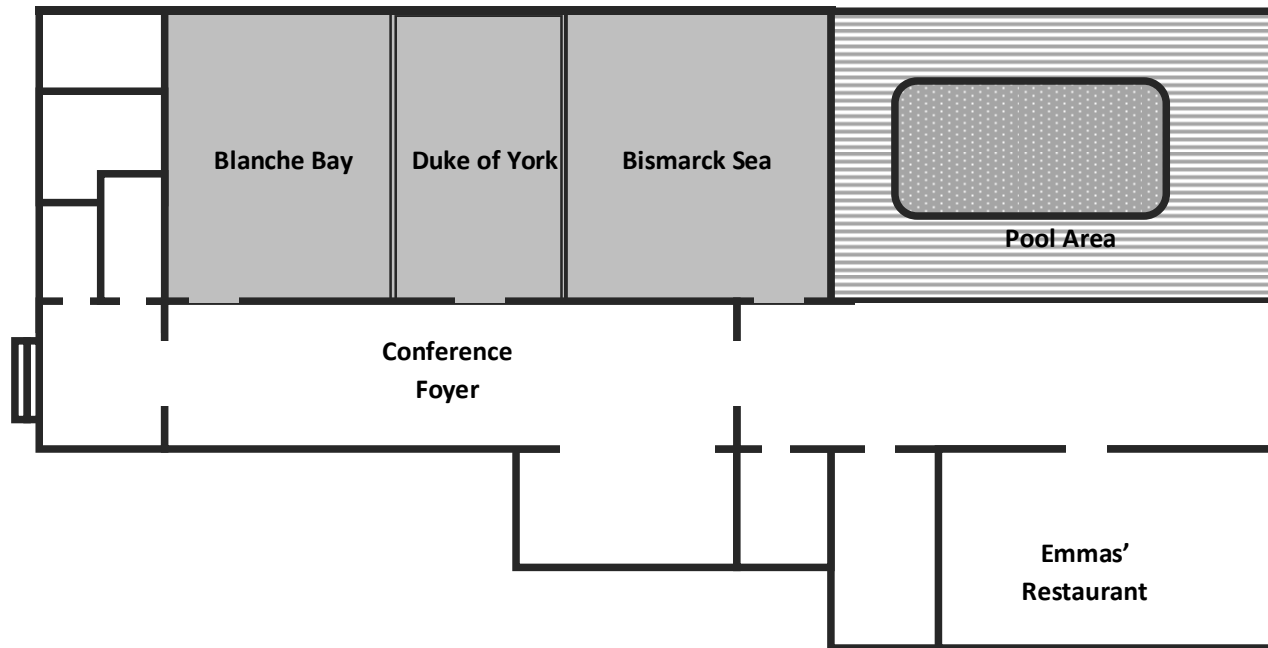 Blanche Bay
Duke of York
Bismarck Sea
Pool Area
Conference
Foyer
Emmas’
Restaurant